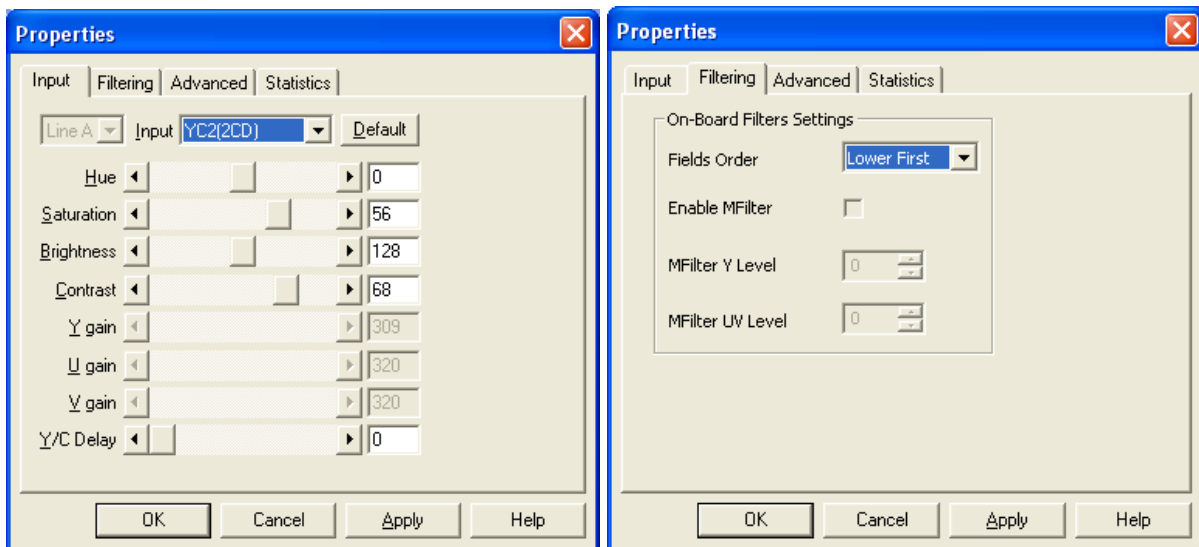 Properties
Input Filtering Advanced Statistics
Line A Input YC2(2CD) Default
Hue 0
Saturation 56
Brightness 128
Contrast 68
Y gain 309
U gain 320
V gain 320
Y/C Delay 0
OK Cancel Apply Help
Properties
Input Filtering Advanced Statistics
On-Board Filters Settings
Fields Order Lower First
Enable MFilter
MFilter Y Level 0
MFilter UV Level 0
OK Cancel Apply Help